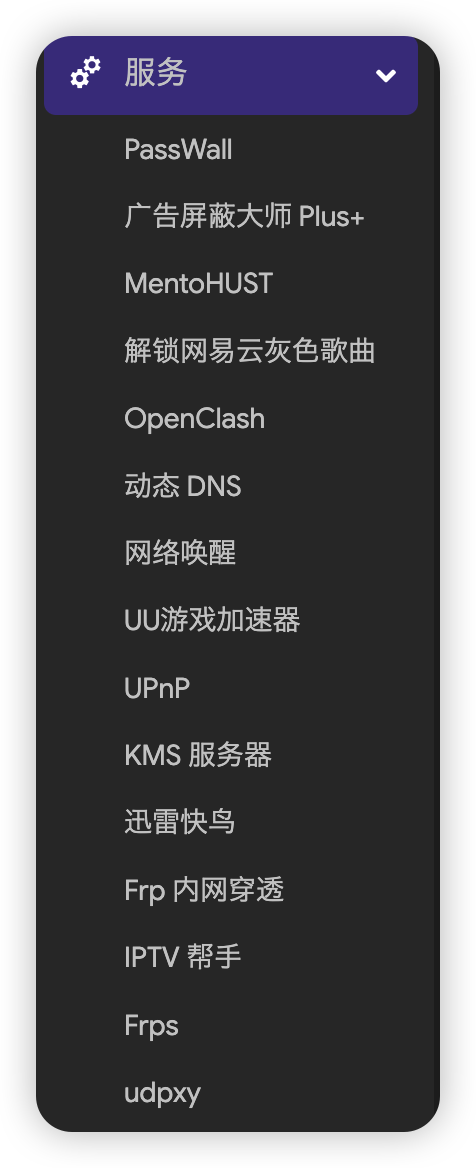 服务
PassWall
广告屏蔽大师 Plus+
MentoHUST
解锁网易云灰色歌曲
OpenClash
动态 DNS
网络唤醒
UU游戏加速器
UPnP
KMS 服务器
迅雷快鸟
Frp 内网穿透
IPTV 帮手
Frps
udpxy